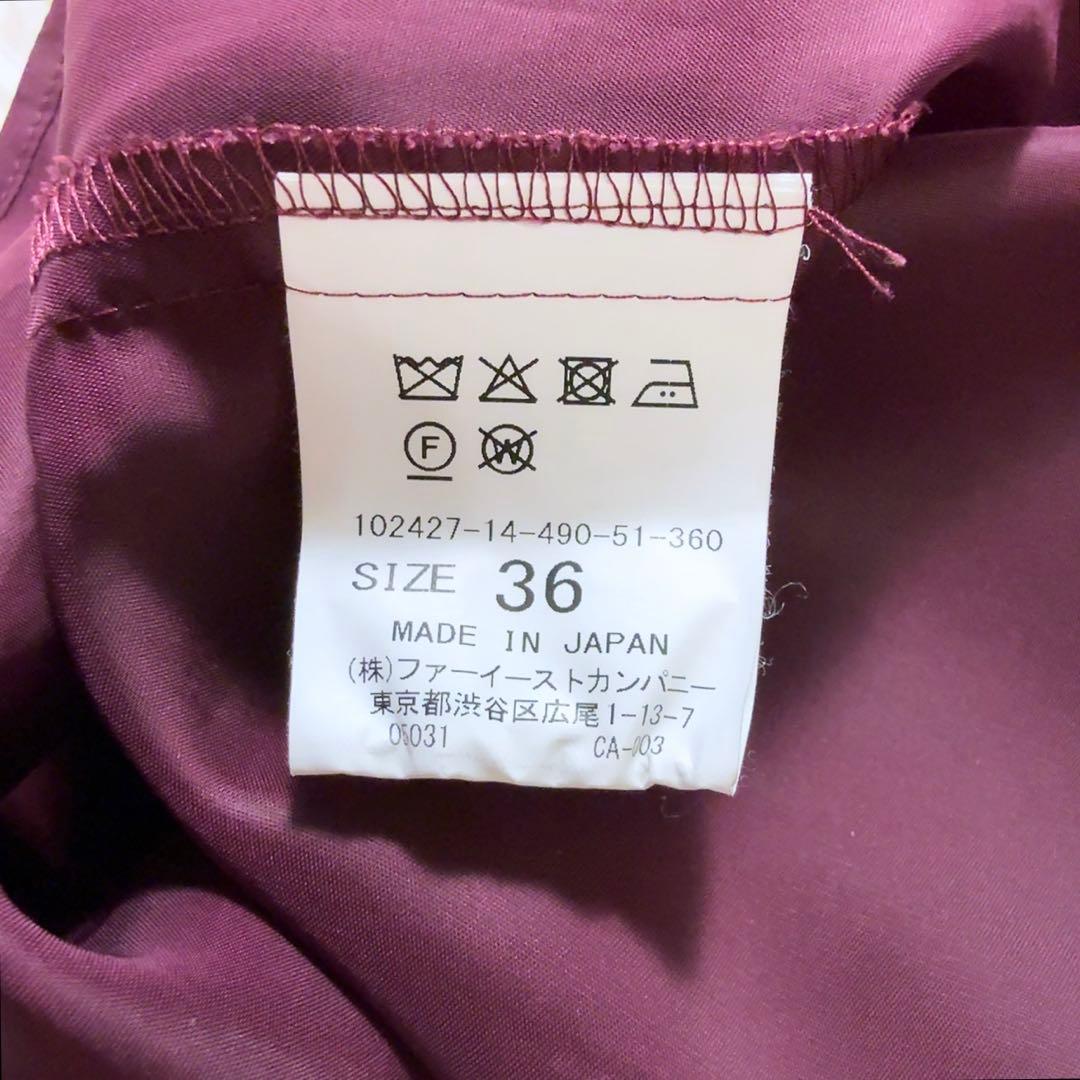 F W
102427-14-490-51-360
SIZE 36
MADE IN JAPAN
(株)ファーイーストカンパニー
東京都渋谷区広尾1-13-7
05031 CA-003